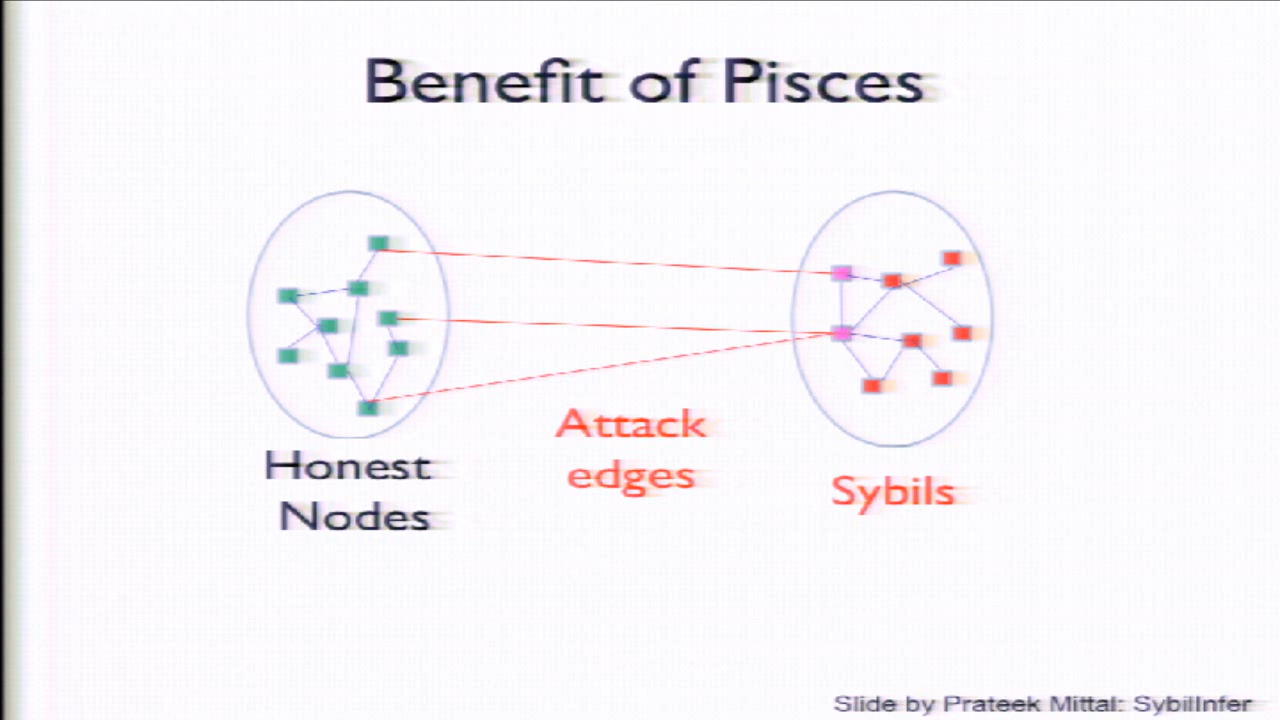 Benefit of Pisces
Attack
edges
Honest
Nodes
Sybils
Slide by Prateek Mittal: SybilInfer